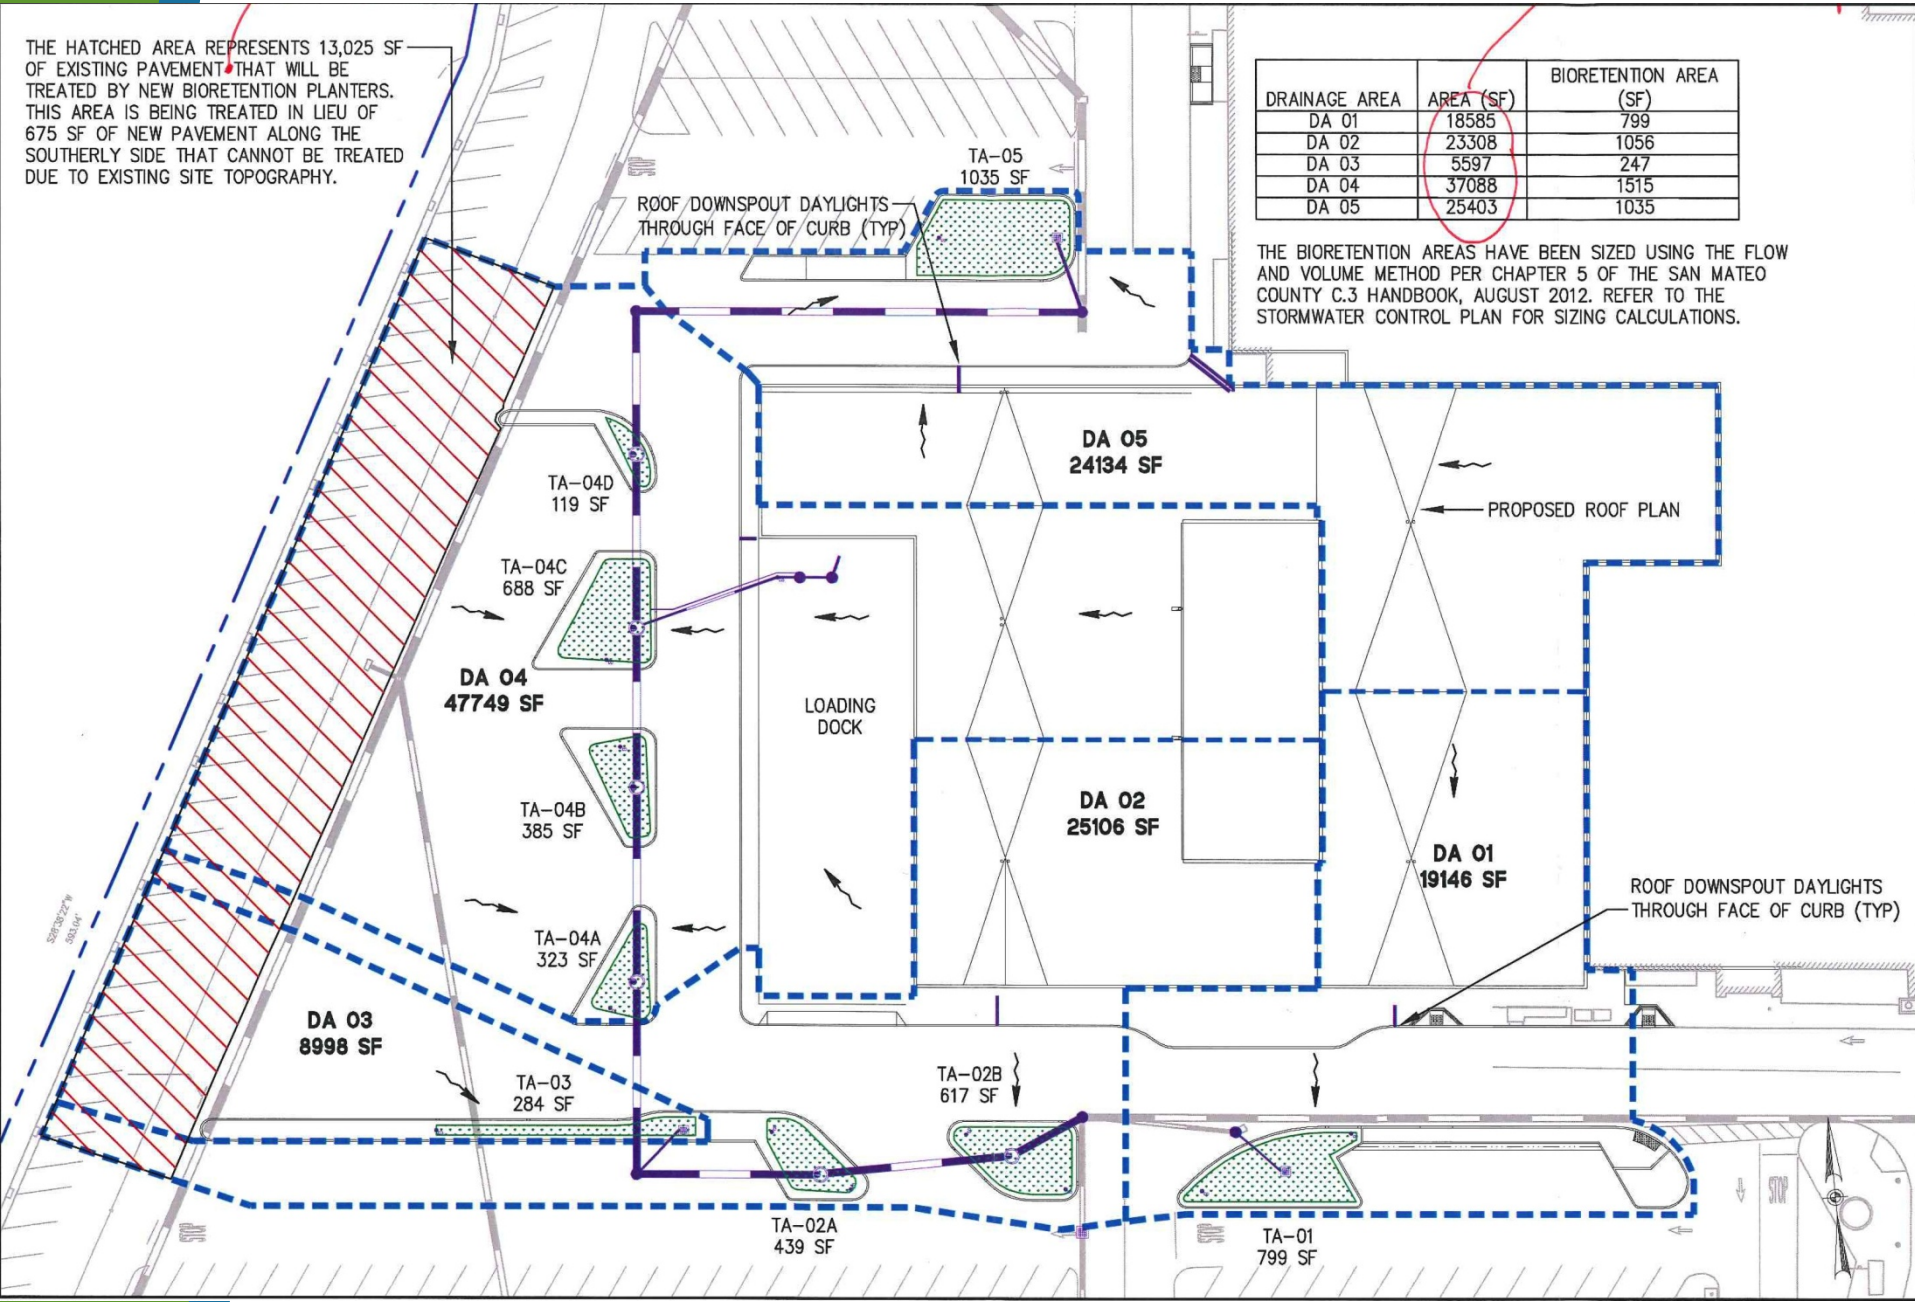 THE HATCHED AREA REPRESENTS 13,025 SF
OF EXISTING PAVEMENT THAT WILL BE
TREATED BY NEW BIORETENTION PLANTERS.
THIS AREA IS BEING TREATED IN LIEU OF
675 SF OF NEW PAVEMENT ALONG THE
SOUTHERLY SIDE THAT CANNOT BE TREATED
DUE TO EXISTING SITE TOPOGRAPHY.
DRAINAGE AREA AREA (SF) BIORETENTION AREA (SF)
DA 01 18585 799
DA 02 23308 1056
DA 03 5597 247
DA 04 37088 1515
DA 05 25403 1035
THE BIORETENTION AREAS HAVE BEEN SIZED USING THE FLOW
AND VOLUME METHOD PER CHAPTER 5 OF THE SAN MATEO
COUNTY C.3 HANDBOOK, AUGUST 2012. REFER TO THE
STORMWATER CONTROL PLAN FOR SIZING CALCULATIONS.
STOP
TA-05
1035 SF
ROOF DOWNSPOUT DAYLIGHTS
THROUGH FACE OF CURB (TYP)
DA 05
24134 SF
TA-04D
119 SF
PROPOSED ROOF PLAN
TA-04C
688 SF
DA 04
47749 SF
LOADING
DOCK
TA-04B
385 SF
DA 02
25106 SF
DA 01
19146 SF
ROOF DOWNSPOUT DAYLIGHTS
THROUGH FACE OF CURB (TYP)
S28°38'22"W
593.04'
TA-04A
323 SF
DA 03
8998 SF
TA-03
284 SF
TA-02B
617 SF
STOP
TA-02A
439 SF
STOP
TA-01
799 SF
STOP